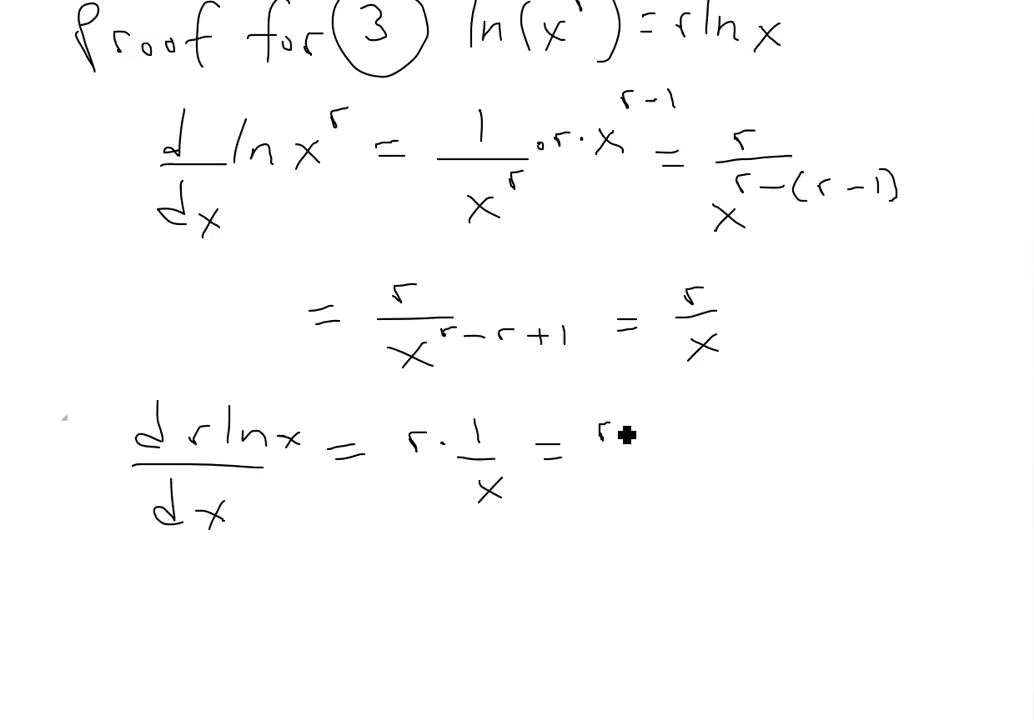 Proof for ③ ln(x^r) = r ln x
d/dx ln x^r = 1/x^r · r · x^(r-1) = r/x^(r-(r-1))
= r/x^(r-r+1) = r/x
d r ln x/dx = r · 1/x = r